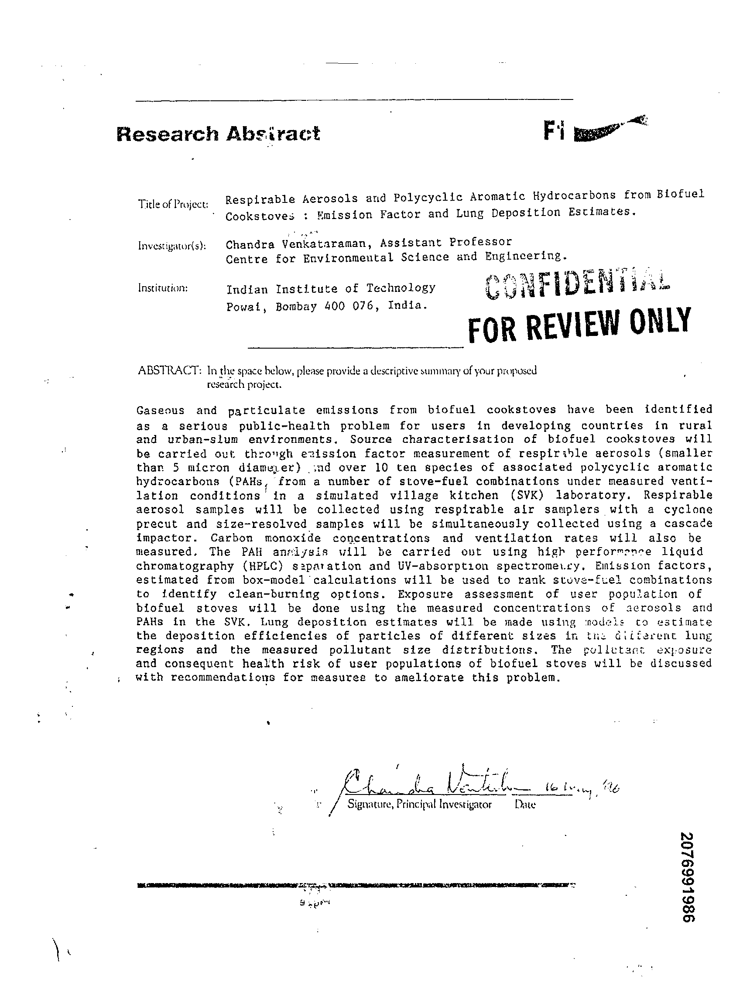 Research Abstract
Title of Project: Respirable Aerosols and Polycyclic Aromatic Hydrocarbons from Biofuel
Cookstoves : Emission Factor and Lung Deposition Estimates.
Investigator(s): Chandra Venkataraman, Assistant Professor
Centre for Environmental Science and Engineering.
Institution: Indian Institute of Technology
Powai, Bombay 400 076, India.
CONFIDENTIAL
FOR REVIEW ONLY
ABSTRACT: In the space below, please provide a descriptive summary of your proposed
research project.
Gaseous and particulate emissions from biofuel cookstoves have been identified
as a serious public-health problem for users in developing countries in rural
and urban-slum environments. Source characterisation of biofuel cookstoves will
be carried out through emission factor measurement of respirable aerosols (smaller
than 5 micron diameter) and over 10 ten species of associated polycyclic aromatic
hydrocarbons (PAHs, from a number of stove-fuel combinations under measured venti-
lation conditions in a simulated village kitchen (SVK) laboratory. Respirable
aerosol samples will be collected using respirable air samplers with a cyclone
precut and size-resolved samples will be simultaneously collected using a cascade
impactor. Carbon monoxide concentrations and ventilation rates will also be
measured. The PAH analysis will be carried out using high performance liquid
chromatography (HPLC) separation and UV-absorption spectrometry. Emission factors,
estimated from box-model calculations will be used to rank stove-fuel combinations
to identify clean-burning options. Exposure assessment of user population of
biofuel stoves will be done using the measured concentrations of aerosols and
PAHs in the SVK. Lung deposition estimates will be made using models to estimate
the deposition efficiencies of particles of different sizes in the different lung
regions and the measured pollutant size distributions. The pollutant exposure
and consequent health risk of user populations of biofuel stoves will be discussed
with recommendations for measures to ameliorate this problem.
Signature, Principal Investigator Date
2076991986